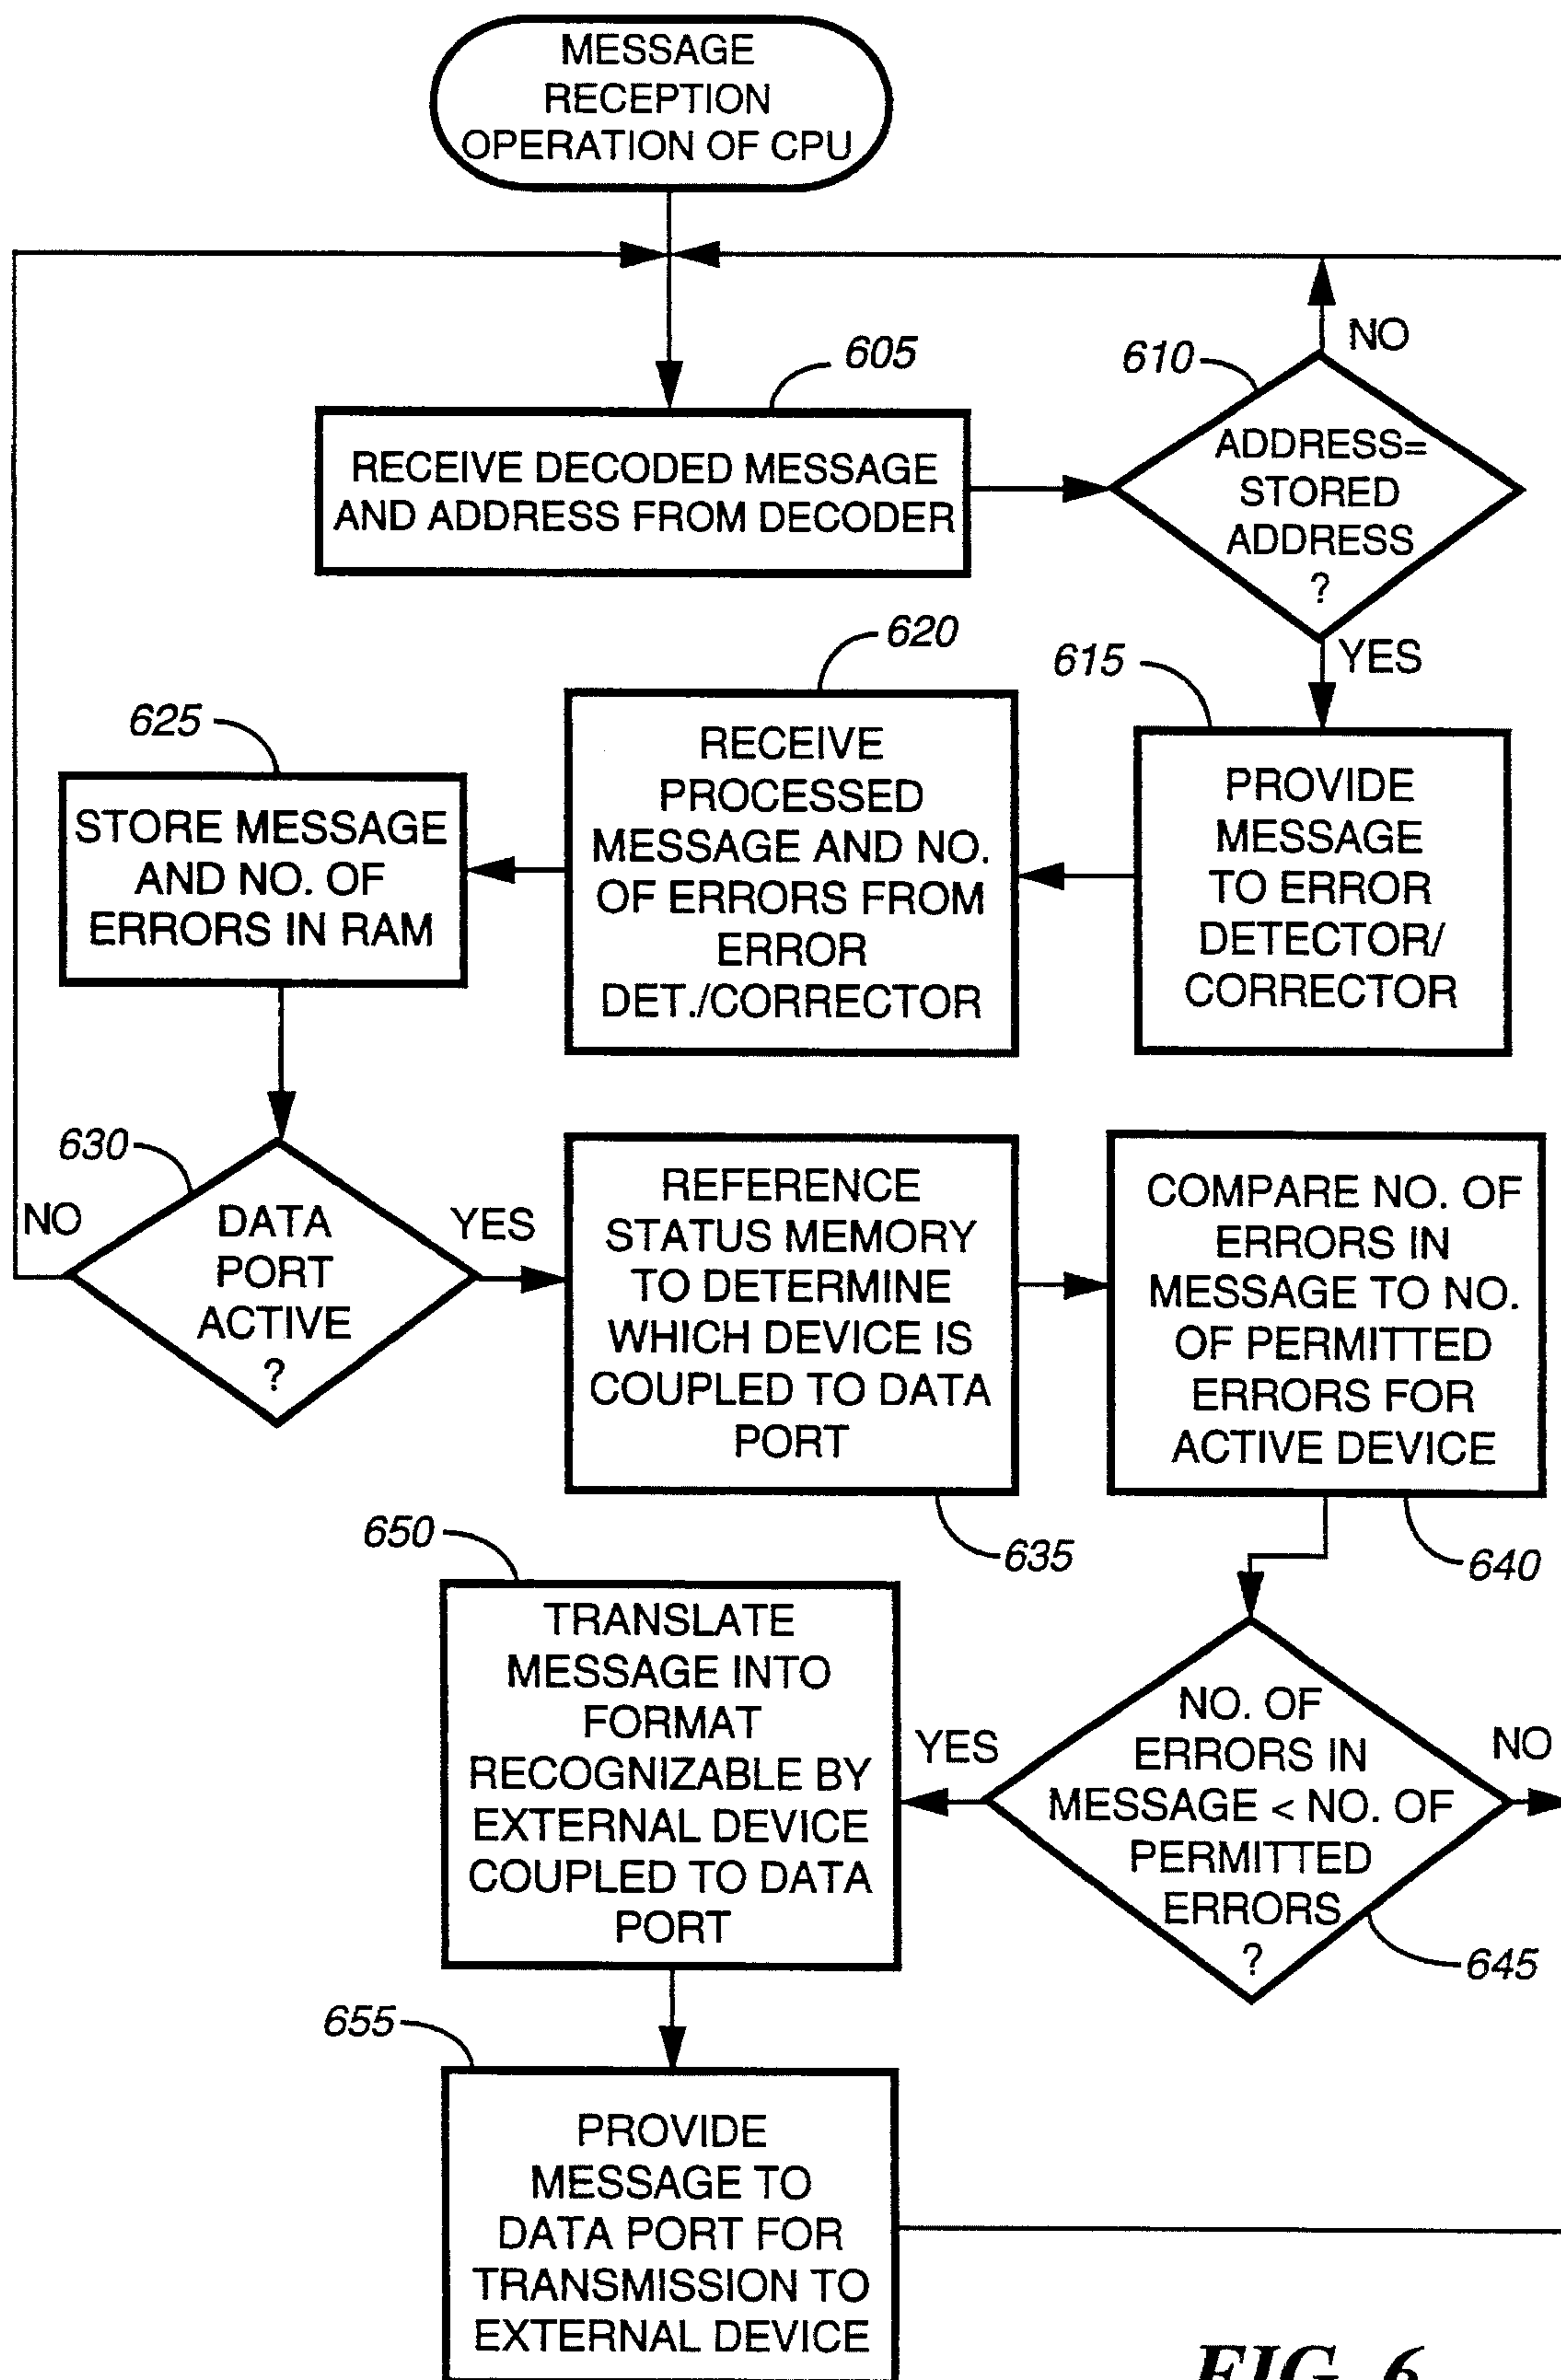 MESSAGE
RECEPTION
OPERATION OF CPU
605
RECEIVE DECODED MESSAGE
AND ADDRESS FROM DECODER
610
NO
ADDRESS=
STORED
ADDRESS
?
YES
615
PROVIDE
MESSAGE
TO ERROR
DETECTOR/
CORRECTOR
620
RECEIVE
PROCESSED
MESSAGE AND NO.
OF ERRORS FROM
ERROR
DET./CORRECTOR
625
STORE MESSAGE
AND NO. OF
ERRORS IN RAM
630
NO
DATA
PORT
ACTIVE
?
YES
REFERENCE
STATUS MEMORY
TO DETERMINE
WHICH DEVICE IS
COUPLED TO DATA
PORT
635
COMPARE NO. OF
ERRORS IN
MESSAGE TO NO.
OF PERMITTED
ERRORS FOR
ACTIVE DEVICE
640
NO. OF
ERRORS IN
MESSAGE < NO. OF
PERMITTED
ERRORS
?
645
NO
YES
650
TRANSLATE
MESSAGE INTO
FORMAT
RECOGNIZABLE BY
EXTERNAL DEVICE
COUPLED TO DATA
PORT
655
PROVIDE
MESSAGE TO
DATA PORT FOR
TRANSMISSION TO
EXTERNAL DEVICE
FIG. 6